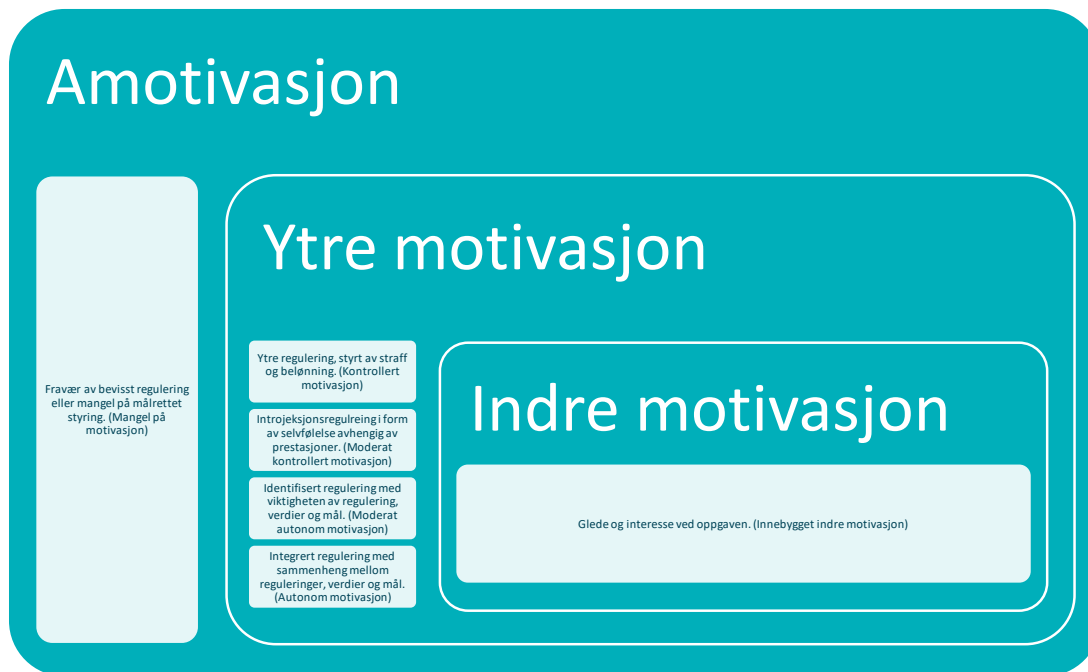 Amotivasjon
Fravær av bevisst regulering
eller mangel på målrettet
styring. (Mangel på
motivasjon)
Ytre motivasjon
Ytre regulering, styrt av straff
og belønning. (Kontrollert
motivasjon)
Introjeksjonsregulreing i form
av selvfølelse avhengig av
prestasjoner. (Moderat
kontrollert motivasjon)
Identifisert regulering med
viktigheten av regulering,
verdier og mål. (Moderat
autonom motivasjon)
Integrert regulering med
sammenheng mellom
reguleringer, verdier og mål.
(Autonom motivasjon)
Indre motivasjon
Glede og interesse ved oppgaven. (Innebygget indre motivasjon)